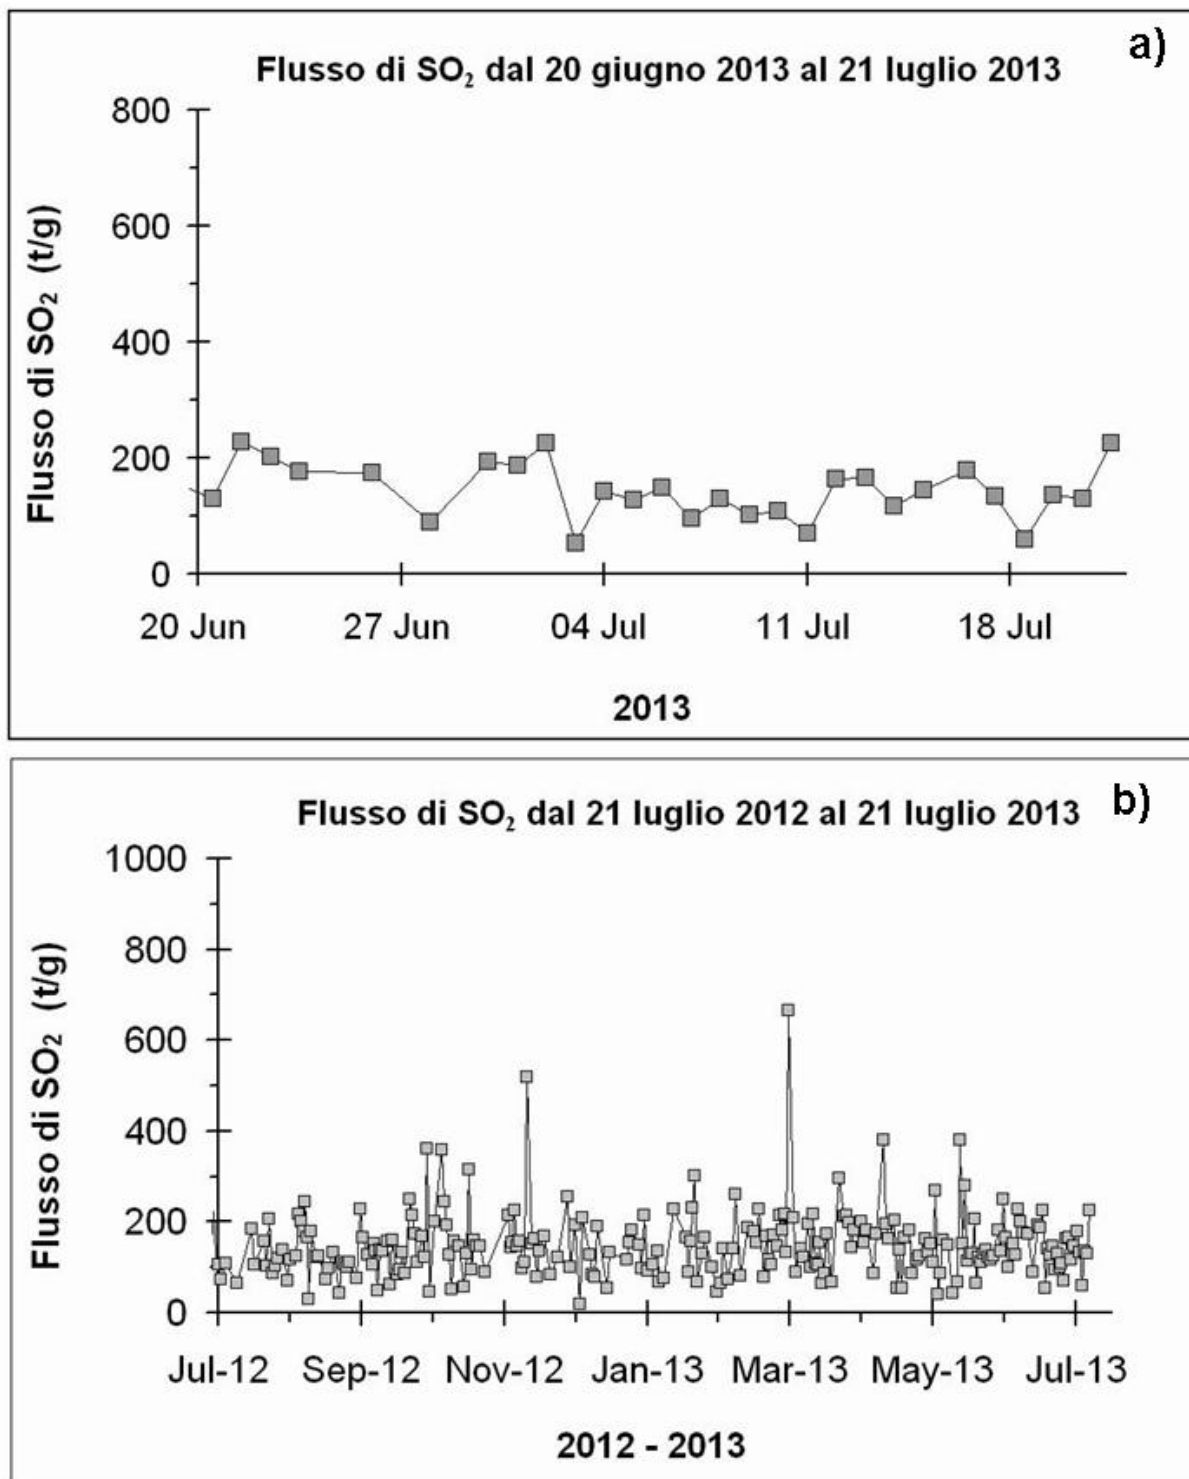 a)
Flusso di SO₂ dal 20 giugno 2013 al 21 luglio 2013
Flusso di SO₂ (t/g)
800
600
400
200
0
20 Jun 27 Jun 04 Jul 11 Jul 18 Jul
2013
b)
Flusso di SO₂ dal 21 luglio 2012 al 21 luglio 2013
Flusso di SO₂ (t/g)
1000
800
600
400
200
0
Jul-12 Sep-12 Nov-12 Jan-13 Mar-13 May-13 Jul-13
2012 - 2013